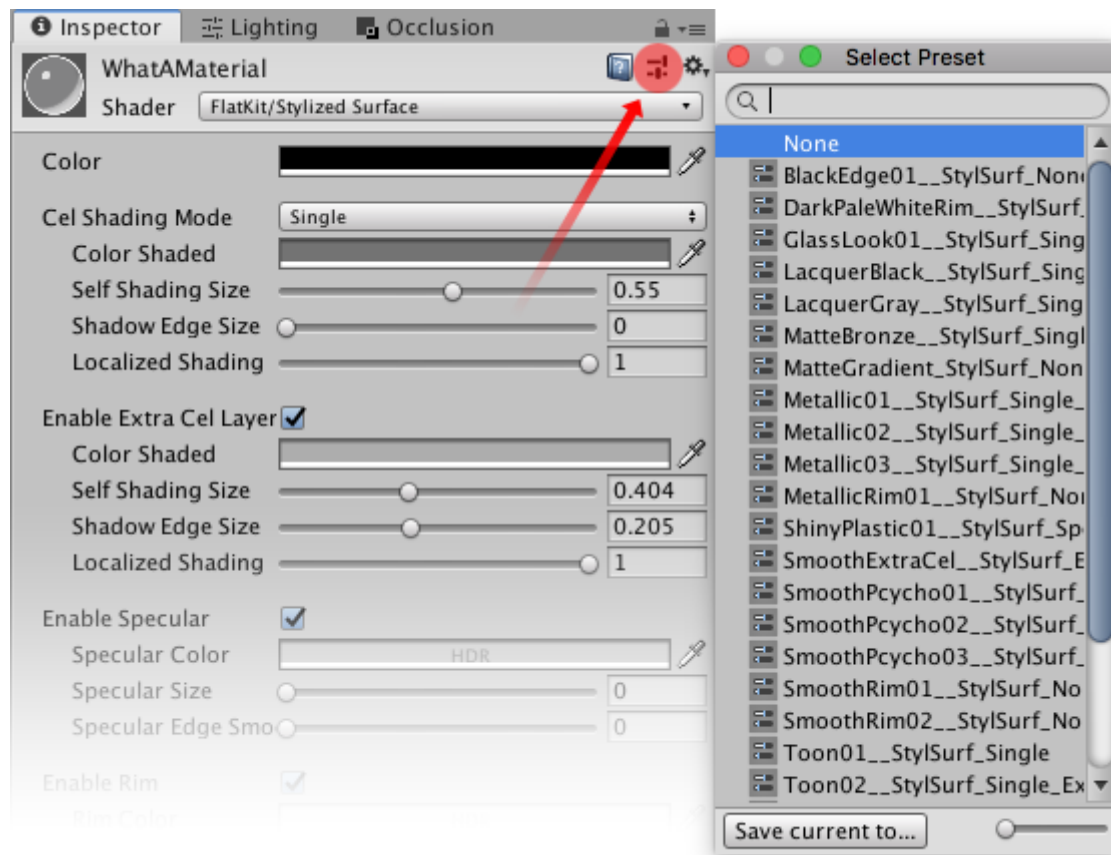 Inspector
Lighting
Occlusion
WhatAMaterial
Shader
FlatKit/Stylized Surface
Color
Cel Shading Mode
Single
Color Shaded
Self Shading Size
0.55
Shadow Edge Size
0
Localized Shading
1
Enable Extra Cel Layer
Color Shaded
Self Shading Size
0.404
Shadow Edge Size
0.205
Localized Shading
1
Enable Specular
Specular Color
HDR
Specular Size
0
Specular Edge Smo
0
Enable Rim
Rim Color
Select Preset
None
BlackEdge01__StylSurf_None
DarkPaleWhiteRim__StylSurf_
GlassLook01__StylSurf_Sing
LacquerBlack__StylSurf_Sing
LacquerGray__StylSurf_Sing
MatteBronze__StylSurf_Singl
MatteGradient_StylSurf_Non
Metallic01__StylSurf_Single_
Metallic02__StylSurf_Single_
Metallic03__StylSurf_Single_
MetallicRim01__StylSurf_Noi
ShinyPlastic01__StylSurf_Sp
SmoothExtraCel__StylSurf_E
SmoothPcycho01__StylSurf_
SmoothPcycho02__StylSurf_
SmoothPcycho03__StylSurf_
SmoothRim01__StylSurf_No
SmoothRim02__StylSurf_No
Toon01__StylSurf_Single
Toon02__StylSurf_Single_Ex
Save current to...